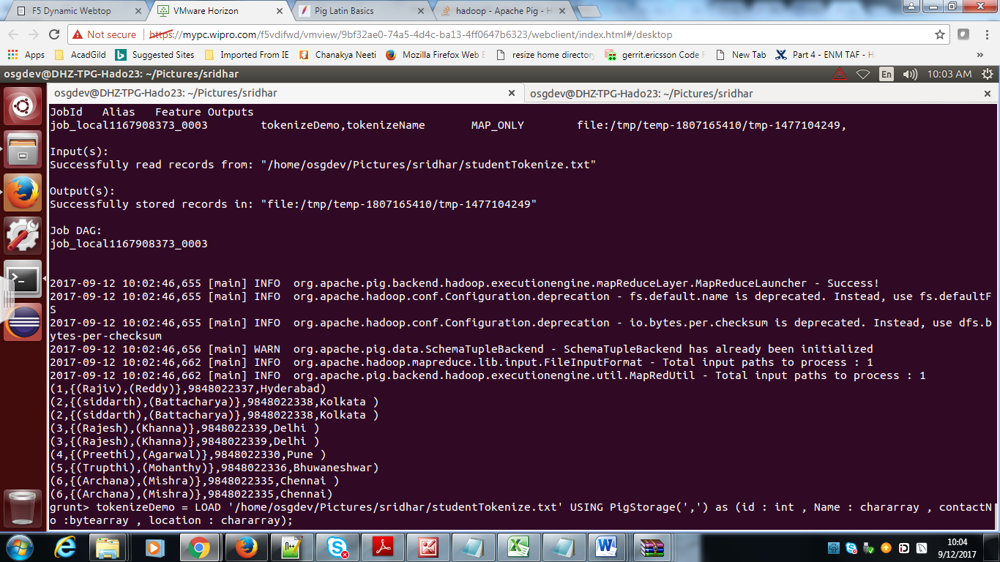 F5 Dynamic Webtop
VMware Horizon
Pig Latin Basics
hadoop - Apache Pig - H
Not secure
https://mypc.wipro.com/f5vdifwd/vmview/9bf32ae0-74a5-4d4c-ba13-4ff0647b6323/webclient/index.html#/desktop
Apps AcadGild Suggested Sites Imported From IE Chanakya Neeti Mozilla Firefox Web resize home directory gerrit.ericsson Code New Tab Part 4 - ENM TAF - H »
osgdev@DHZ-TPG-Hado23: ~/Pictures/sridhar
En 10:03 AM
osgdev@DHZ-TPG-Hado23: ~/Pictures/sridhar
osgdev@DHZ-TPG-Hado23: ~/Pictures/sridhar
JobId Alias Feature Outputs
job_local1167908373_0003 tokenizeDemo,tokenizeName MAP_ONLY file:/tmp/temp-1807165410/tmp-1477104249,
Input(s):
Successfully read records from: "/home/osgdev/Pictures/sridhar/studentTokenize.txt"
Output(s):
Successfully stored records in: "file:/tmp/temp-1807165410/tmp-1477104249"
Job DAG:
job_local1167908373_0003
2017-09-12 10:02:46,655 [main] INFO org.apache.pig.backend.hadoop.executionengine.mapReduceLayer.MapReduceLauncher - Success!
2017-09-12 10:02:46,655 [main] INFO org.apache.hadoop.conf.Configuration.deprecation - fs.default.name is deprecated. Instead, use fs.defaultF
S
2017-09-12 10:02:46,655 [main] INFO org.apache.hadoop.conf.Configuration.deprecation - io.bytes.per.checksum is deprecated. Instead, use dfs.b
ytes-per-checksum
2017-09-12 10:02:46,656 [main] WARN org.apache.pig.data.SchemaTupleBackend - SchemaTupleBackend has already been initialized
2017-09-12 10:02:46,662 [main] INFO org.apache.hadoop.mapreduce.lib.input.FileInputFormat - Total input paths to process : 1
2017-09-12 10:02:46,662 [main] INFO org.apache.pig.backend.hadoop.executionengine.util.MapRedUtil - Total input paths to process : 1
(1,{(Rajiv),(Reddy)},9848022337,Hyderabad)
(2,{(siddarth),(Battacharya)},9848022338,Kolkata )
(2,{(siddarth),(Battacharya)},9848022338,Kolkata )
(3,{(Rajesh),(Khanna)},9848022339,Delhi )
(3,{(Rajesh),(Khanna)},9848022339,Delhi )
(4,{(Preethi),(Agarwal)},9848022330,Pune )
(5,{(Trupthi),(Mohanthy)},9848022336,Bhuwaneshwar)
(6,{(Archana),(Mishra)},9848022335,Chennai )
(6,{(Archana),(Mishra)},9848022335,Chennai)
grunt> tokenizeDemo = LOAD '/home/osgdev/Pictures/sridhar/studentTokenize.txt' USING PigStorage(',') as (id : int , Name : chararray , contactN
o :bytearray , location : chararray);
10:04
9/12/2017